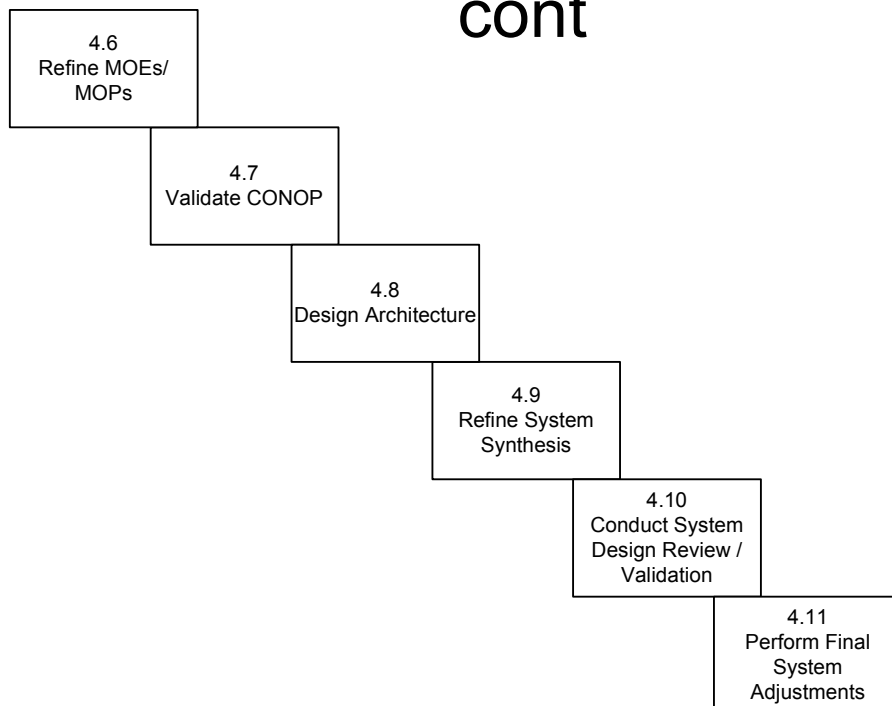 cont
4.6
Refine MOEs/
MOPs
4.7
Validate CONOP
4.8
Design Architecture
4.9
Refine System
Synthesis
4.10
Conduct System
Design Review /
Validation
4.11
Perform Final
System
Adjustments